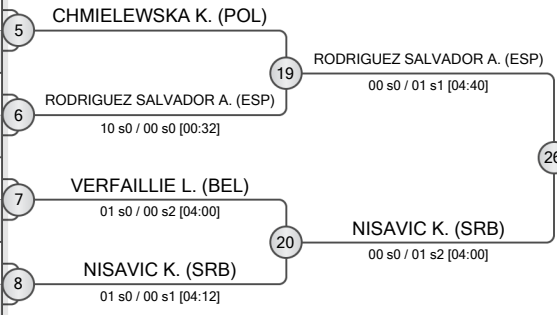 CHMIELEWSKA K. (POL)
5
19
RODRIGUEZ SALVADOR A. (ESP)
00 s0 / 01 s1 [04:40]
6
RODRIGUEZ SALVADOR A. (ESP)
10 s0 / 00 s0 [00:32]
26
7
VERFAILLIE L. (BEL)
01 s0 / 00 s2 [04:00]
20
NISAVIC K. (SRB)
00 s0 / 01 s2 [04:00]
8
NISAVIC K. (SRB)
01 s0 / 00 s1 [04:12]